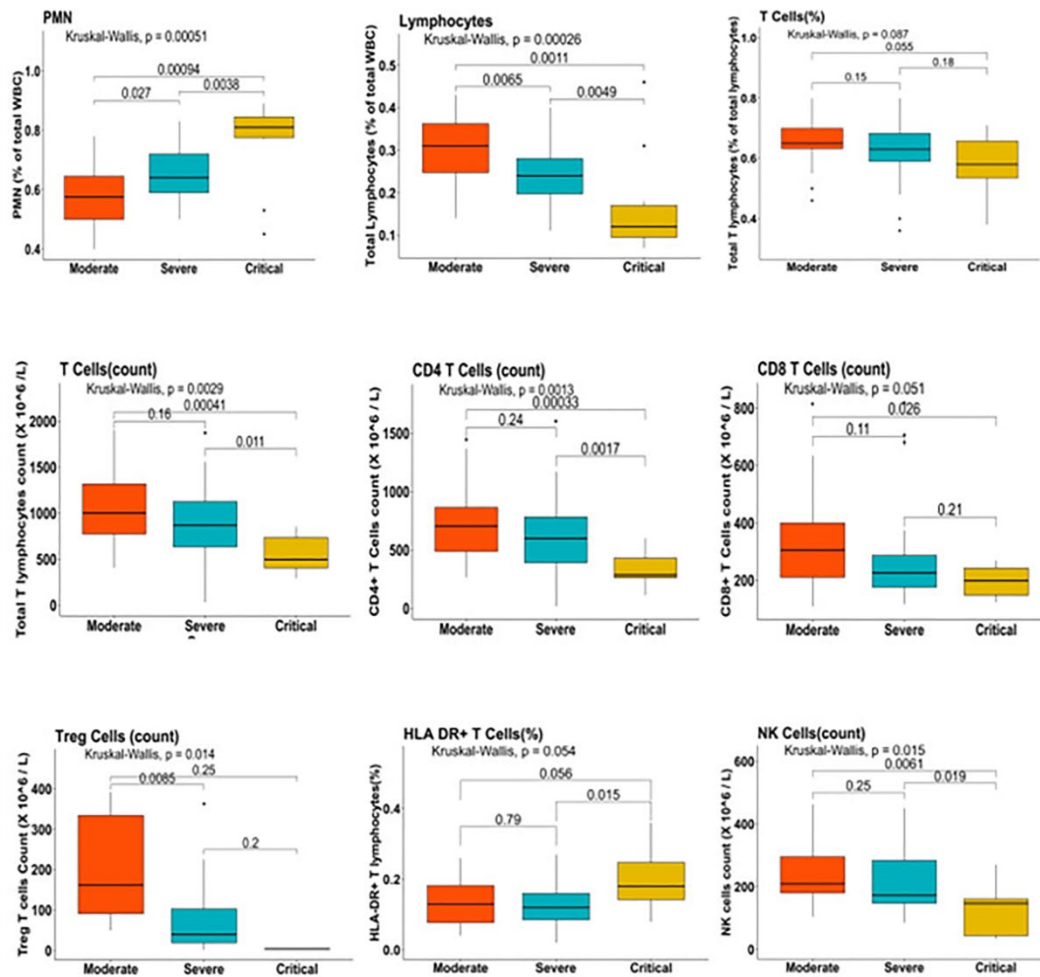 PMN
Kruskal-Wallis, p = 0.00051
0.00094
0.027
0.0038
1.0
0.8
0.6
0.4
PMN (% of total WBC)
Moderate Severe Critical
Lymphocytes
Kruskal-Wallis, p = 0.00026
0.0011
0.0065
0.0049
0.5
0.4
0.3
0.2
0.1
Total Lymphocytes (% of total WBC)
Moderate Severe Critical
T Cells(%)
Kruskal-Wallis, p = 0.087
0.055
0.15
0.18
1.0
0.8
0.6
0.4
Total T lymphocytes (% of total lymphocytes)
Moderate Severe Critical
T Cells(count)
Kruskal-Wallis, p = 0.0029
0.00041
0.16
0.011
2000
1500
1000
500
0
Total T lymphocytes count (X 10^6 /L)
Moderate Severe Critical
CD4 T Cells (count)
Kruskal-Wallis, p = 0.0013
0.00033
0.24
0.0017
1500
1000
500
0
CD4+ T Cells count (X 10^6 / L)
Moderate Severe Critical
CD8 T Cells (count)
Kruskal-Wallis, p = 0.051
0.026
0.11
0.21
800
600
400
200
CD8+ T Cells count (X 10^6 / L)
Moderate Severe Critical
Treg Cells (count)
Kruskal-Wallis, p = 0.014
0.25
0.0085
0.2
400
300
200
100
0
Treg T cells Count (X 10^6 / L)
Moderate Severe Critical
HLA DR+ T Cells(%)
Kruskal-Wallis, p = 0.054
0.056
0.015
0.79
0.4
0.2
0.0
HLA-DR+ T lymphocytes(%)
Moderate Severe Critical
NK Cells(count)
Kruskal-Wallis, p = 0.015
0.0061
0.25
0.019
600
400
200
0
NK cells count (X 10^6 / L)
Moderate Severe Critical